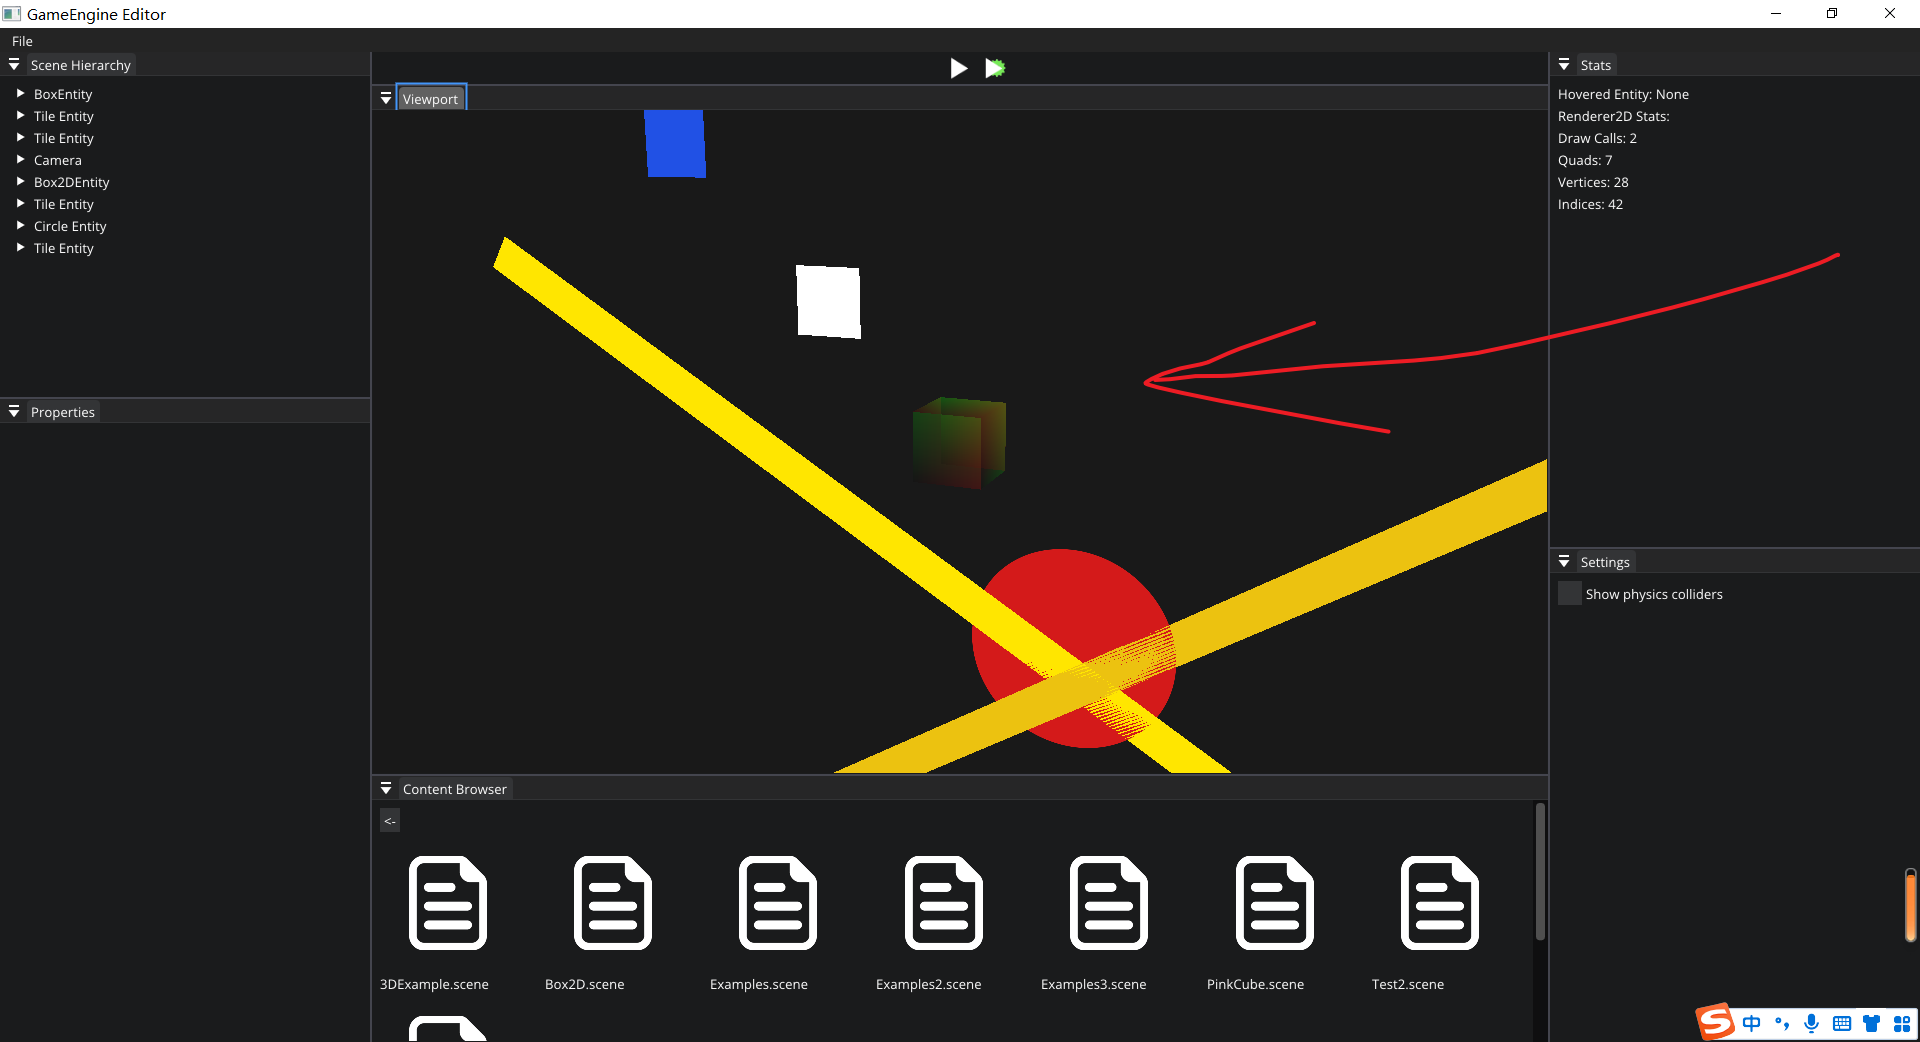 GameEngine Editor
File
Scene Hierarchy
BoxEntity
Tile Entity
Tile Entity
Camera
Box2DEntity
Tile Entity
Circle Entity
Tile Entity
Properties
Viewport
Stats
Hovered Entity: None
Renderer2D Stats:
Draw Calls: 2
Quads: 7
Vertices: 28
Indices: 42
Settings
Show physics colliders
Content Browser
<-
3DExample.scene
Box2D.scene
Examples.scene
Examples2.scene
Examples3.scene
PinkCube.scene
Test2.scene
S
中